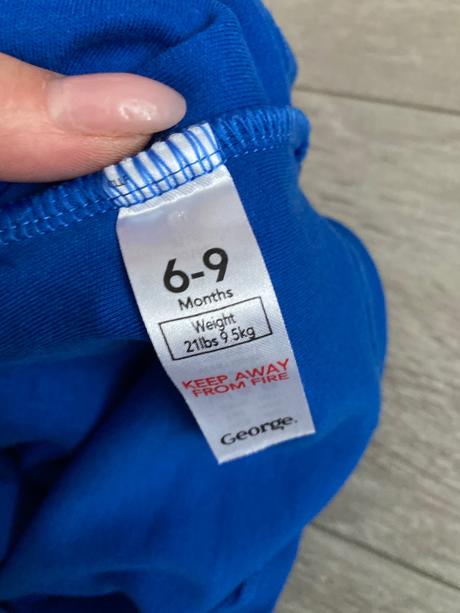 6-9
Months
Weight
21lbs 9.5kg
KEEP AWAY
FROM FIRE
George.